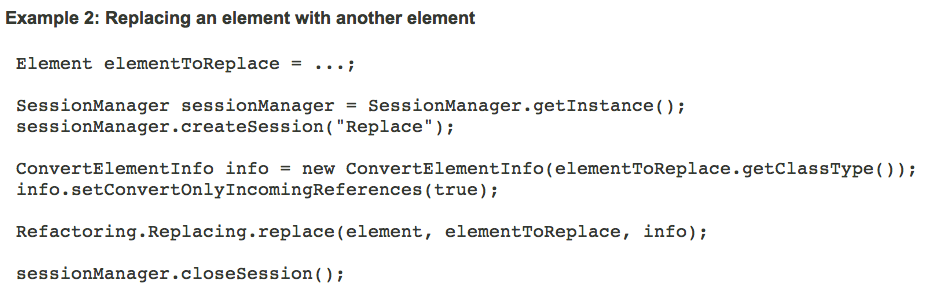 Example 2: Replacing an element with another element
Element elementToReplace = ...;
SessionManager sessionManager = SessionManager.getInstance();
sessionManager.createSession("Replace");
ConvertElementInfo info = new ConvertElementInfo(elementToReplace.getClassType());
info.setConvertOnlyIncomingReferences(true);
Refactoring.Replacing.replace(element, elementToReplace, info);
sessionManager.closeSession();